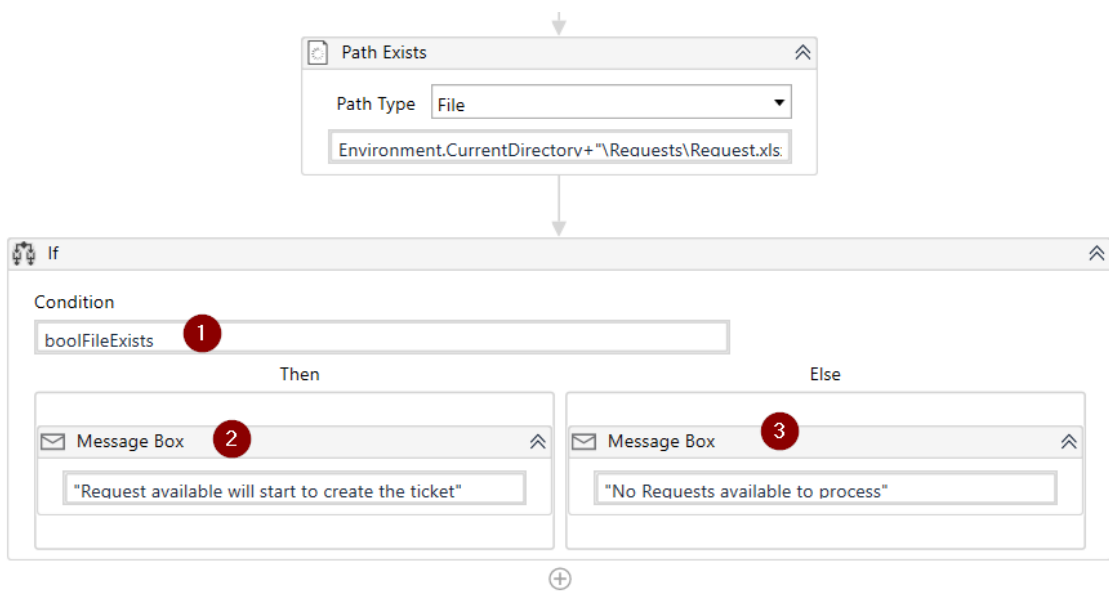 Path Exists
Path Type File
Environment.CurrentDirectory+"\Requests\Request.xls
If
Condition
boolFileExists 1
Then Else
Message Box 2 Message Box 3
"Request available will start to create the ticket" "No Requests available to process"